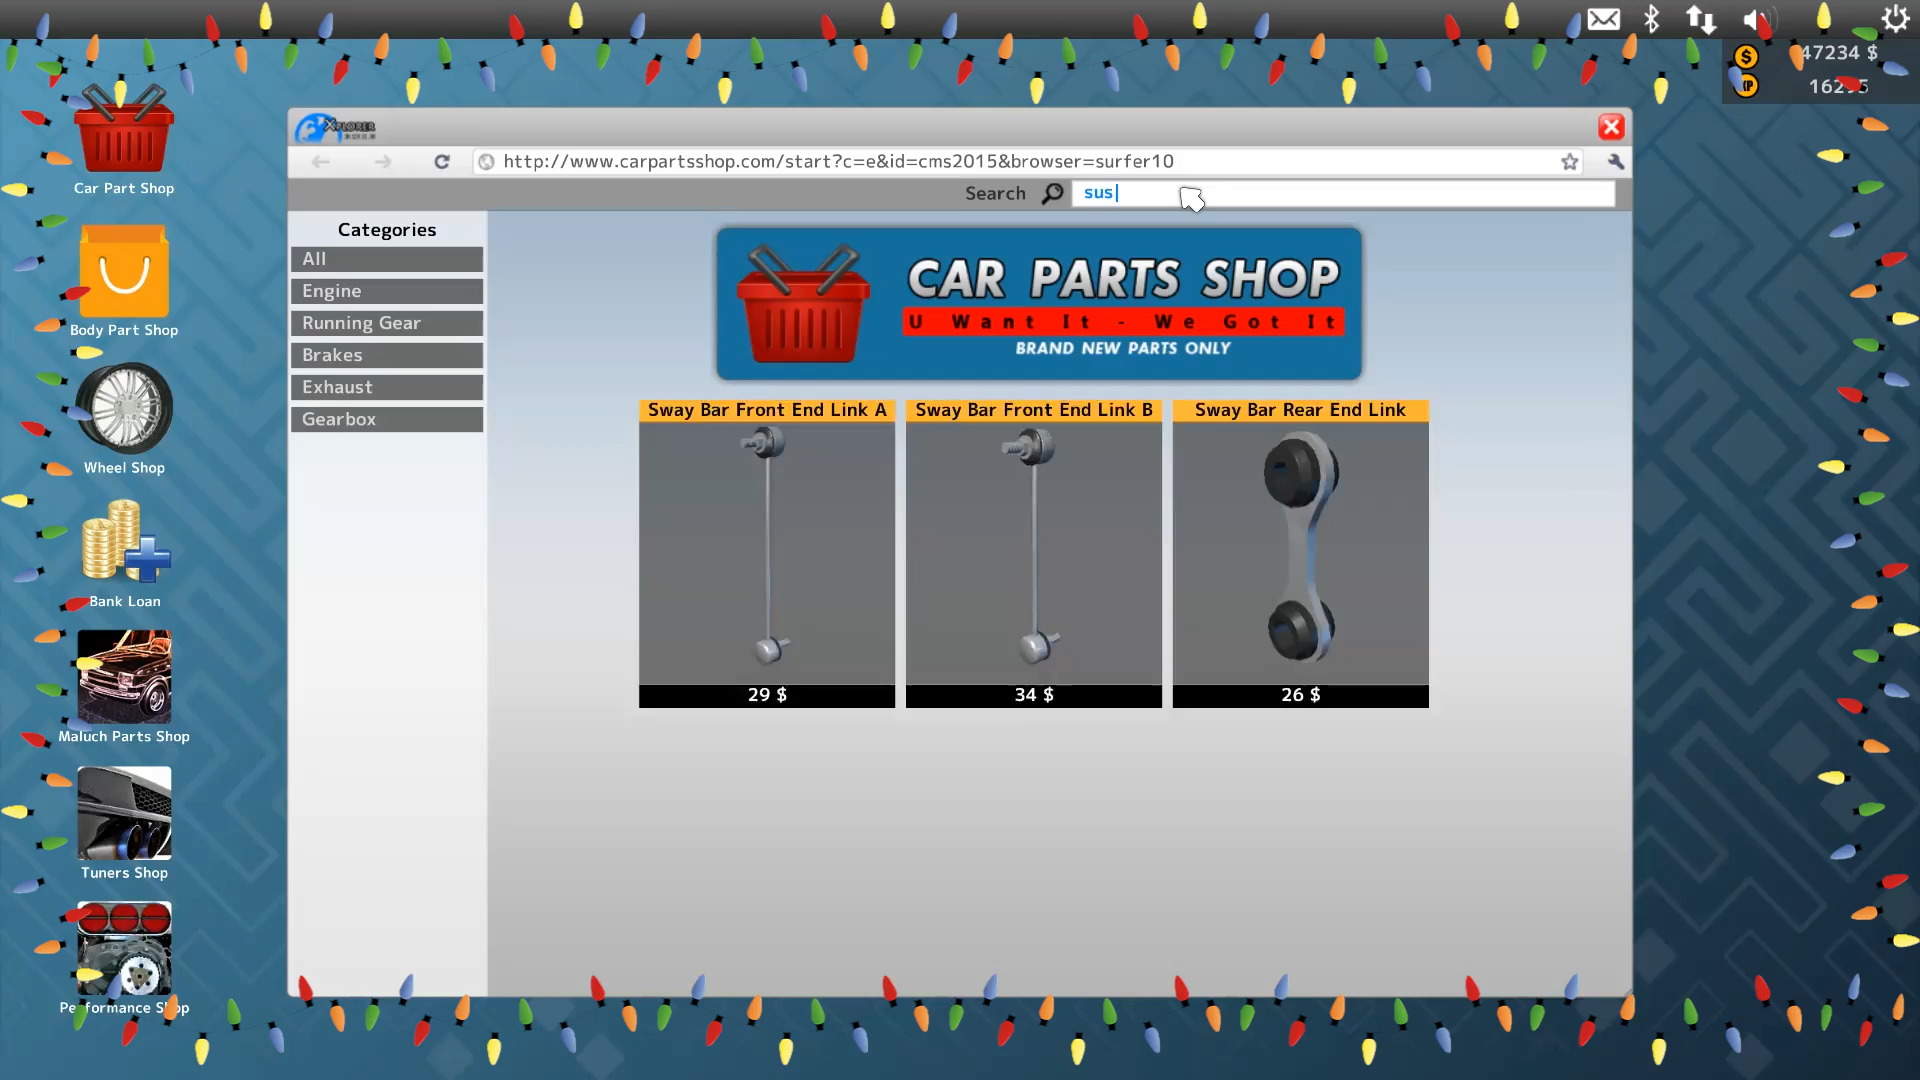 47234 $
Car Part Shop
Body Part Shop
Wheel Shop
Bank Loan
Maluch Parts Shop
Tuners Shop
Performance Shop
XPLORER
http://www.carpartsshop.com/start?c=e&id=cms2015&browser=surfer10
Search
sus
Categories
All
Engine
Running Gear
Brakes
Exhaust
Gearbox
CAR PARTS SHOP
U Want It - We Got It
BRAND NEW PARTS ONLY
Sway Bar Front End Link A
Sway Bar Front End Link B
Sway Bar Rear End Link
29 $
34 $
26 $